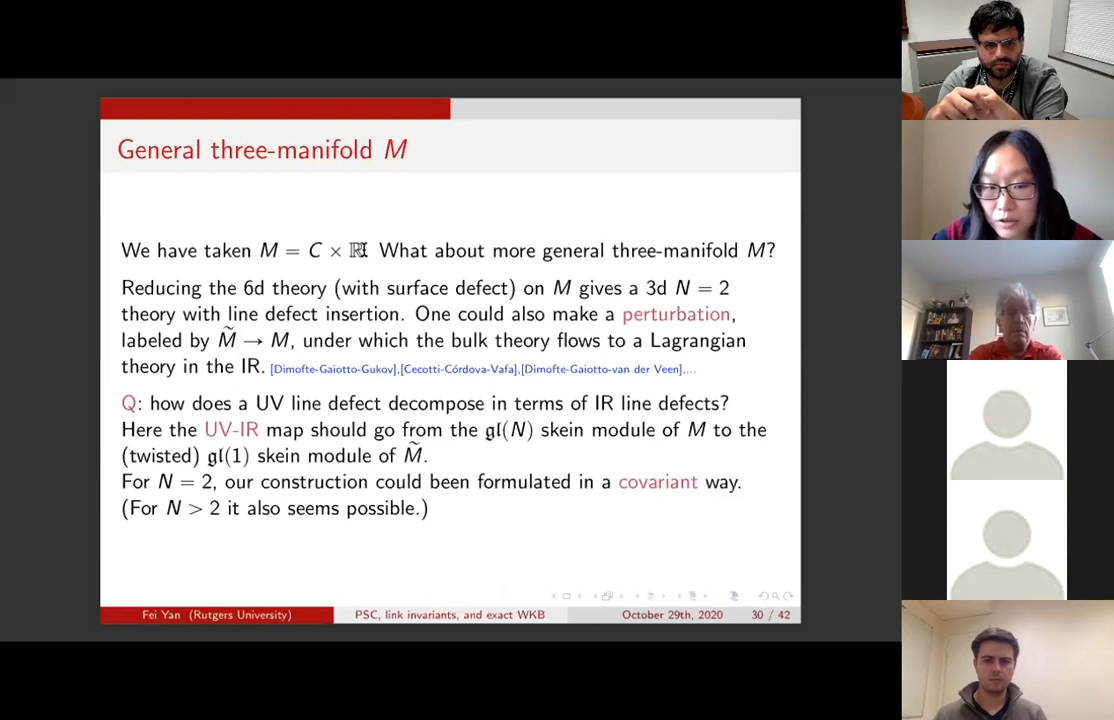 General three-manifold M
We have taken M = C × ℝ. What about more general three-manifold M?
Reducing the 6d theory (with surface defect) on M gives a 3d N = 2
theory with line defect insertion. One could also make a perturbation,
labeled by M̃ → M, under which the bulk theory flows to a Lagrangian
theory in the IR. [Dimofte-Gaiotto-Gukov],[Cecotti-Córdova-Vafa],[Dimofte-Gaiotto-van der Veen],...
Q: how does a UV line defect decompose in terms of IR line defects?
Here the UV-IR map should go from the 𝔤𝔩(N) skein module of M to the
(twisted) 𝔤𝔩(1) skein module of M̃.
For N = 2, our construction could been formulated in a covariant way.
(For N > 2 it also seems possible.)
Fei Yan (Rutgers University) PSC, link invariants, and exact WKB October 29th, 2020 30 / 42